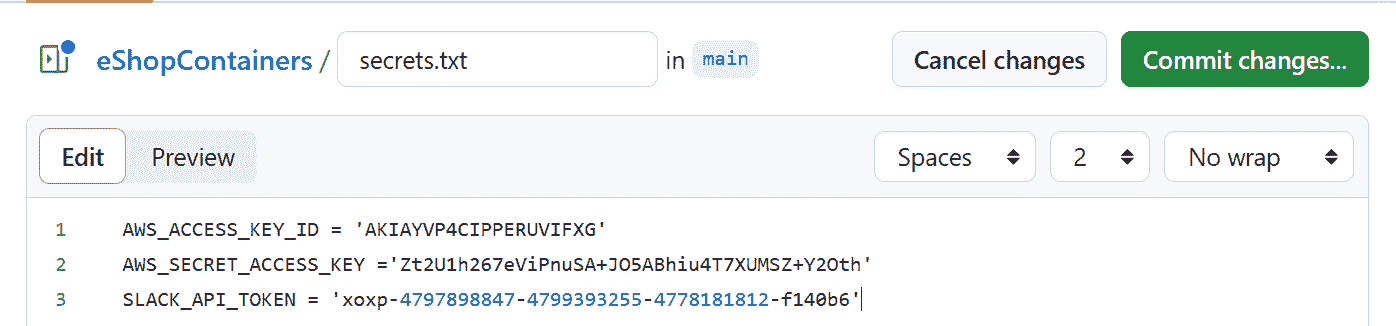 eShopContainers / secrets.txt in main Cancel changes Commit changes...
Edit Preview Spaces 2 No wrap
1 AWS_ACCESS_KEY_ID = 'AKIAYVP4CIPPERUVIFXG'
2 AWS_SECRET_ACCESS_KEY ='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'
3 SLACK_API_TOKEN = 'xoxp-4797898847-4799393255-4778181812-f140b6'